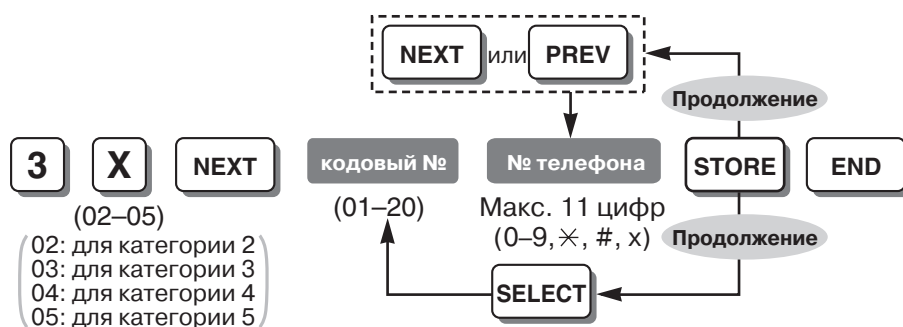 NEXT или PREV
Продолжение
3 X NEXT кодовый № № телефона STORE END
(02–05) (01–20) Макс. 11 цифр
(0–9, ✳, #, x) Продолжение
02: для категории 2
03: для категории 3
04: для категории 4
05: для категории 5
SELECT